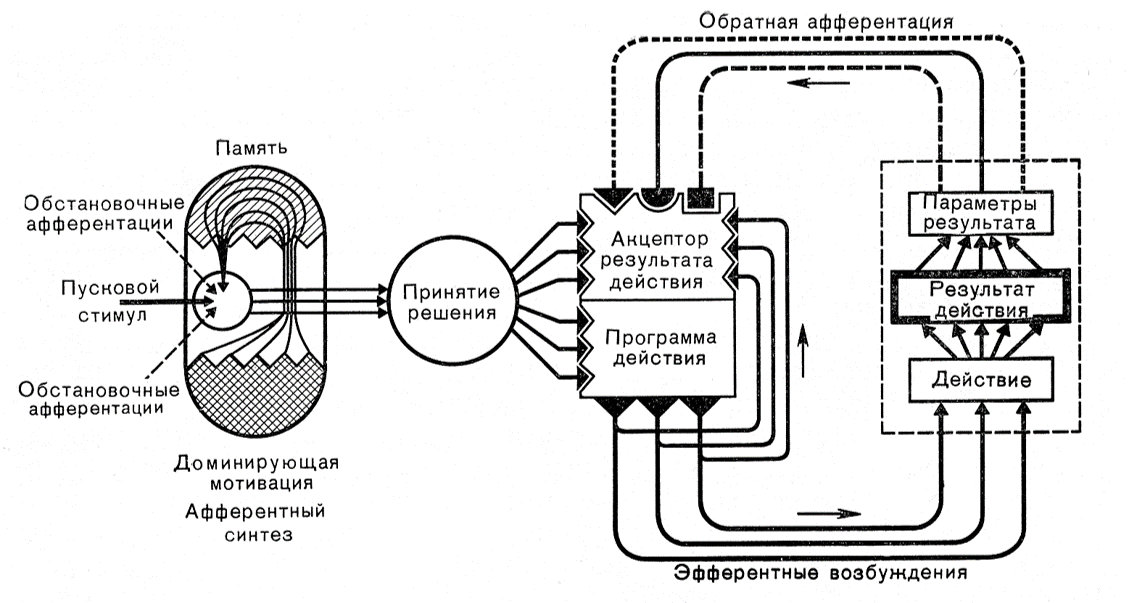 Обратная афферентация
Память
Обстановочные
афферентации
Пусковой
стимул
Обстановочные
афферентации
Доминирующая
мотивация
Афферентный
синтез
Принятие
решения
Акцептор
результата
действия
Программа
действия
Параметры
результата
Результат
действия
Действие
Эфферентные возбуждения